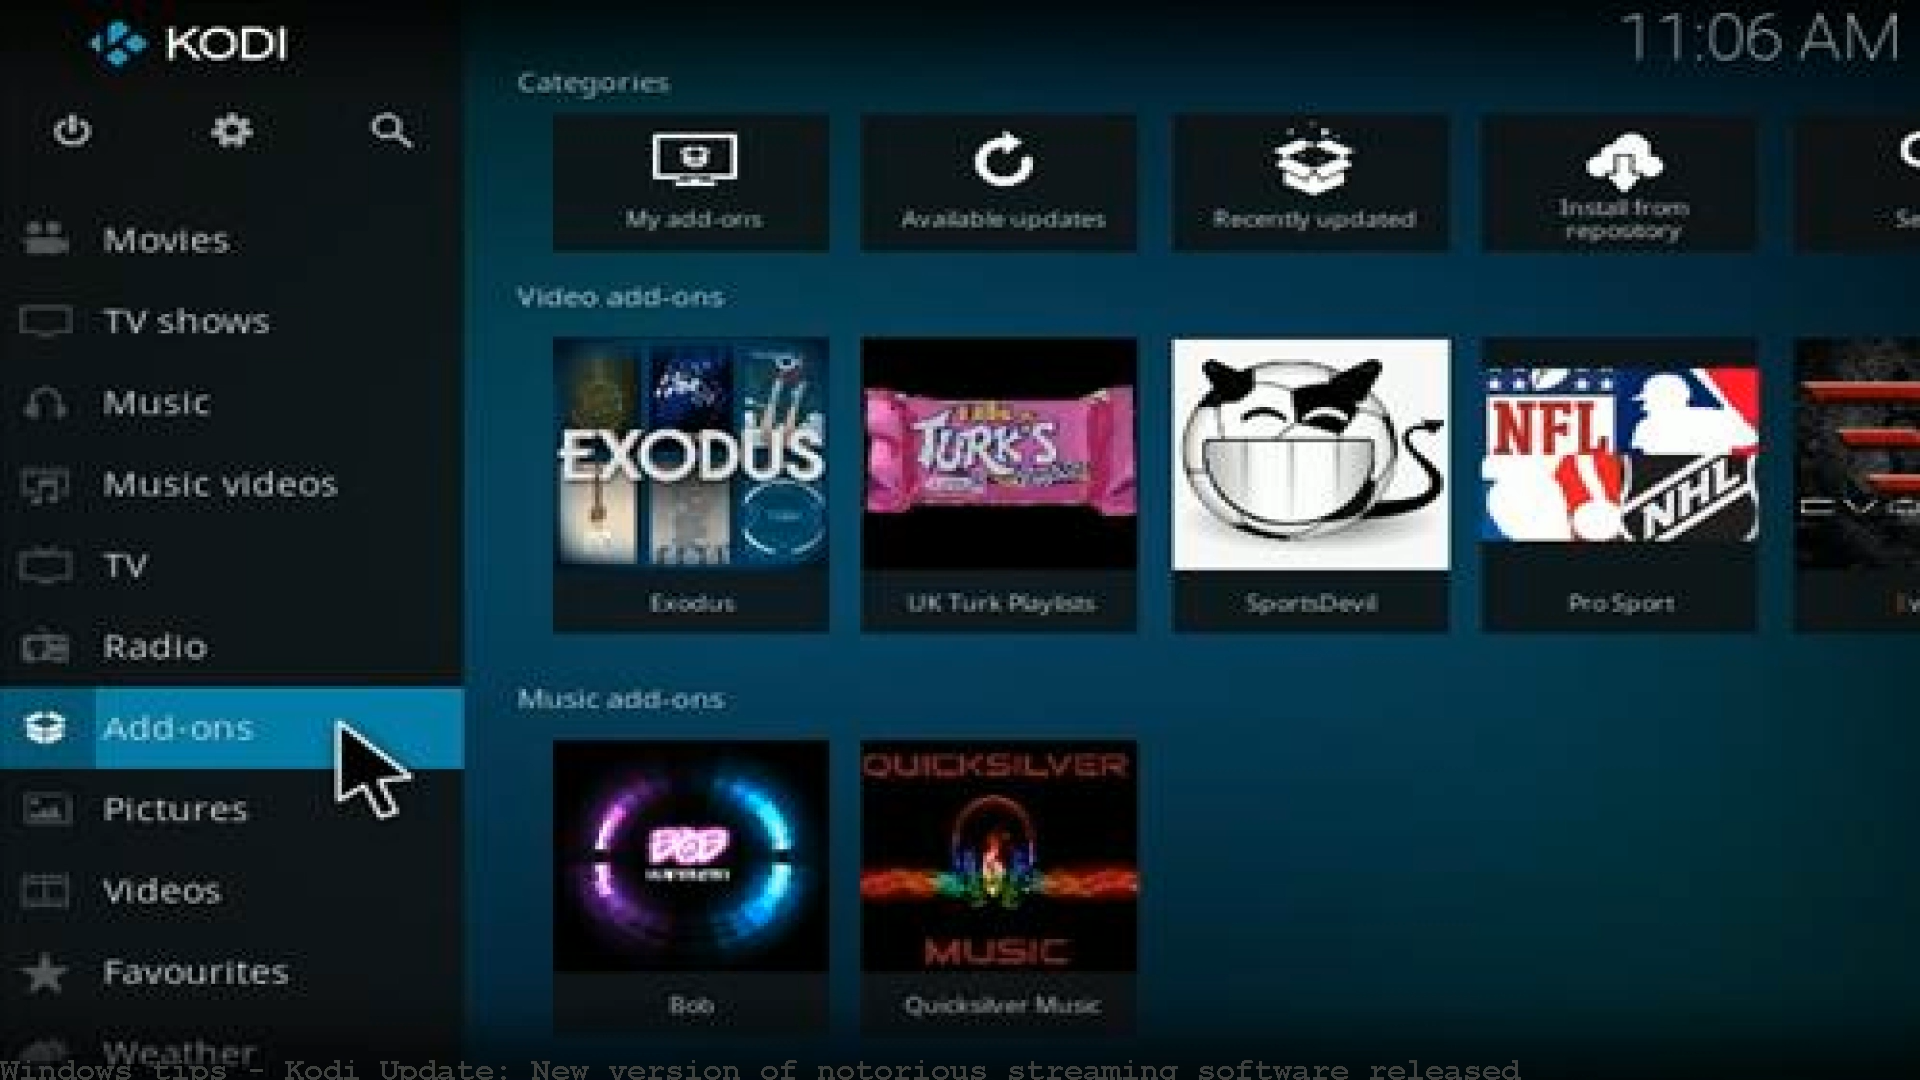 KODI
11:06 AM
Categories
My add-ons
Available updates
Recently updated
Install from
repository
Se
Movies
TV shows
Music
Music videos
TV
Radio
Add-ons
Pictures
Videos
Favourites
Weather
Video add-ons
EXODUS
TURK'S
NFL
NHL
Exodus
UK Turk Playlists
SportsDevil
Pro Sport
Music add-ons
BOB
QUICKSILVER
MUSIC
Bob
Quicksilver Music
Windows tips - Kodi Update: New version of notorious streaming software released